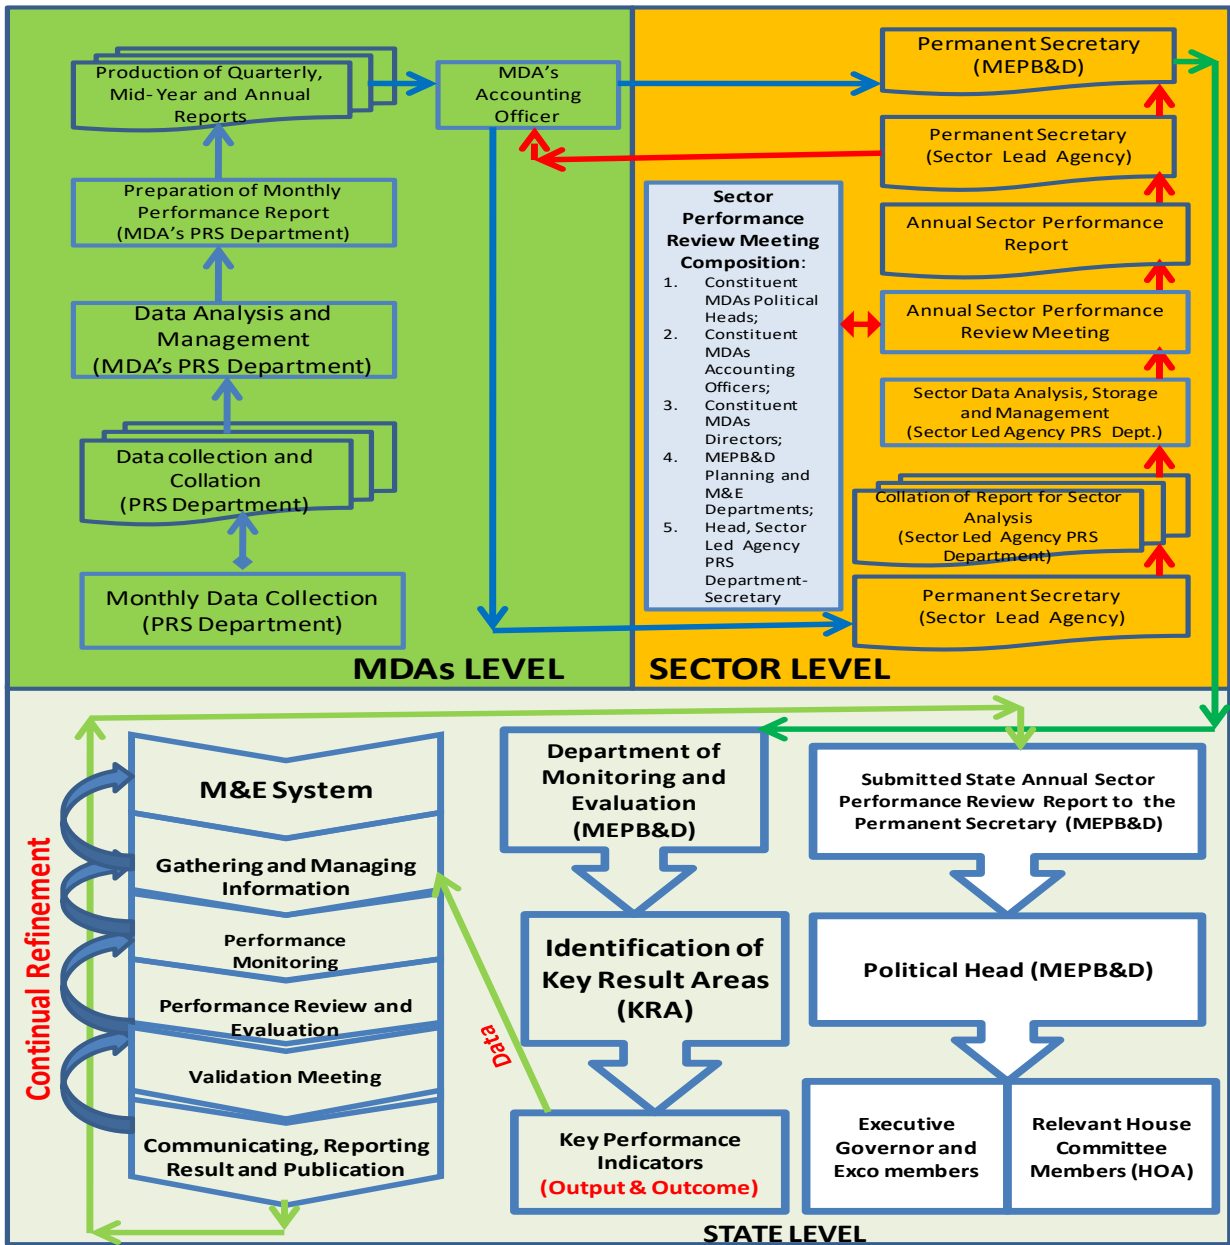 Production of Quarterly,
Mid-Year and Annual
Reports
MDA's
Accounting
Officer
Preparation of Monthly
Performance Report
(MDA's PRS Department)
Data Analysis and
Management
(MDA's PRS Department)
Data collection and
Collation
(PRS Department)
Monthly Data Collection
(PRS Department)
MDAs LEVEL
Permanent Secretary
(MEPB&D)
Permanent Secretary
(Sector Lead Agency)
Annual Sector Performance
Report
Annual Sector Performance
Review Meeting
Sector Data Analysis, Storage
and Management
(Sector Led Agency PRS Dept.)
Collation of Report for Sector
Analysis
(Sector Led Agency PRS
Department)
Permanent Secretary
(Sector Lead Agency)
Sector
Performance
Review Meeting
Composition:
1. Constituent
MDAs Political
Heads;
2. Constituent
MDAs
Accounting
Officers;
3. Constituent
MDAs
Directors;
4. MEPB&D
Planning and
M&E
Departments;
5. Head, Sector
Led Agency
PRS
Department-
Secretary
SECTOR LEVEL
Continual Refinement
M&E System
Gathering and Managing
Information
Performance
Monitoring
Performance Review and
Evaluation
Validation Meeting
Communicating, Reporting
Result and Publication
Data
Department of
Monitoring and
Evaluation
(MEPB&D)
Identification of
Key Result Areas
(KRA)
Key Performance
Indicators
(Output & Outcome)
Submitted State Annual Sector
Performance Review Report to the
Permanent Secretary (MEPB&D)
Political Head (MEPB&D)
Executive
Governor and
Exco members
Relevant House
Committee
Members (HOA)
STATE LEVEL